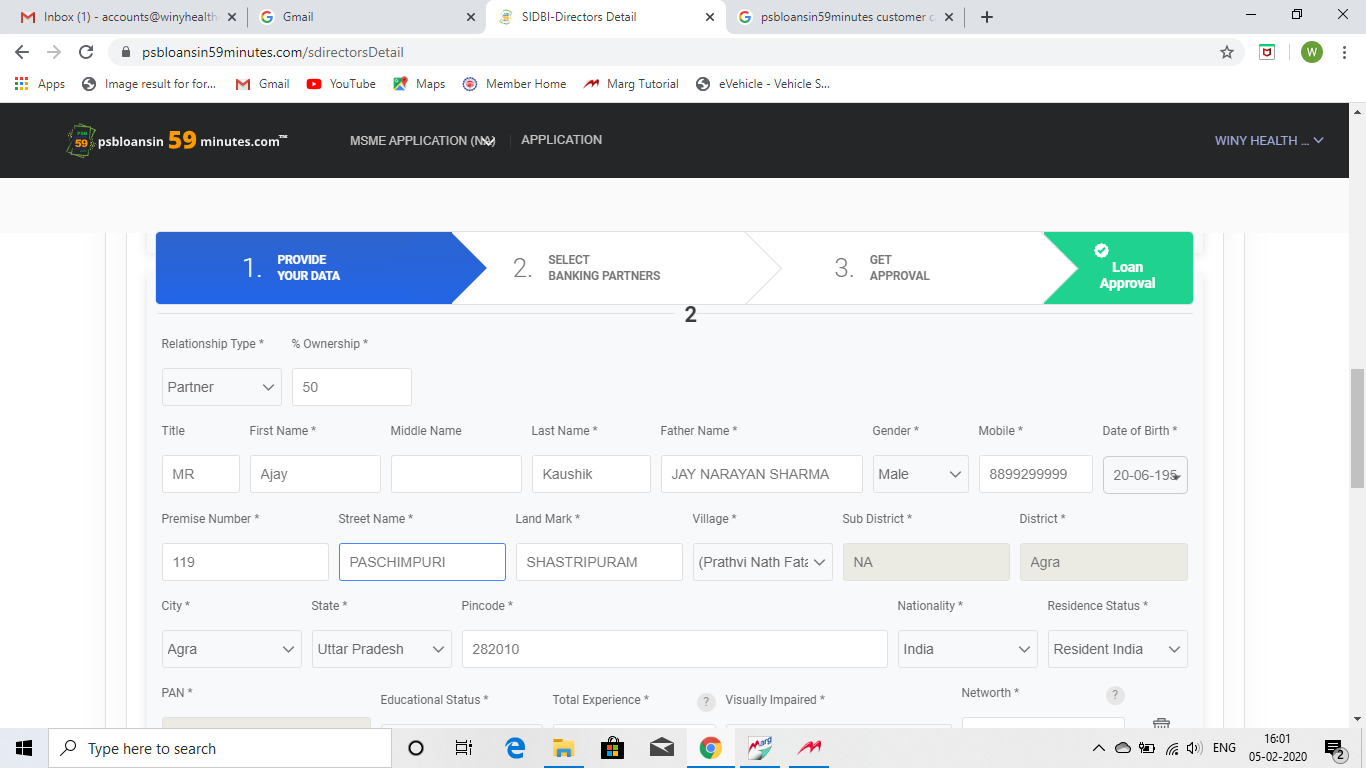 Inbox (1) - accounts@winyhealth
Gmail
SIDBI-Directors Detail
psbloansin59minutes customer c
psbloansin59minutes.com/sdirectorsDetail
W
Apps
Image result for for...
Gmail
YouTube
Maps
Member Home
Marg Tutorial
eVehicle - Vehicle S...
psbloansin 59 minutes.com™
MSME APPLICATION (NA)
APPLICATION
WINY HEALTH ...
1. PROVIDE
YOUR DATA
2. SELECT
BANKING PARTNERS
3. GET
APPROVAL
Loan
Approval
2
Relationship Type * % Ownership *
Partner 50
Title First Name * Middle Name Last Name * Father Name * Gender * Mobile * Date of Birth *
MR Ajay Kaushik JAY NARAYAN SHARMA Male 8899299999 20-06-195
Premise Number * Street Name * Land Mark * Village * Sub District * District *
119 PASCHIMPURI SHASTRIPURAM (Prathvi Nath Fata NA Agra
City * State * Pincode * Nationality * Residence Status *
Agra Uttar Pradesh 282010 India Resident India
PAN * Educational Status * Total Experience * ? Visually Impaired * Networth * ?
Type here to search
Marg
ENG
16:01
05-02-2020
2